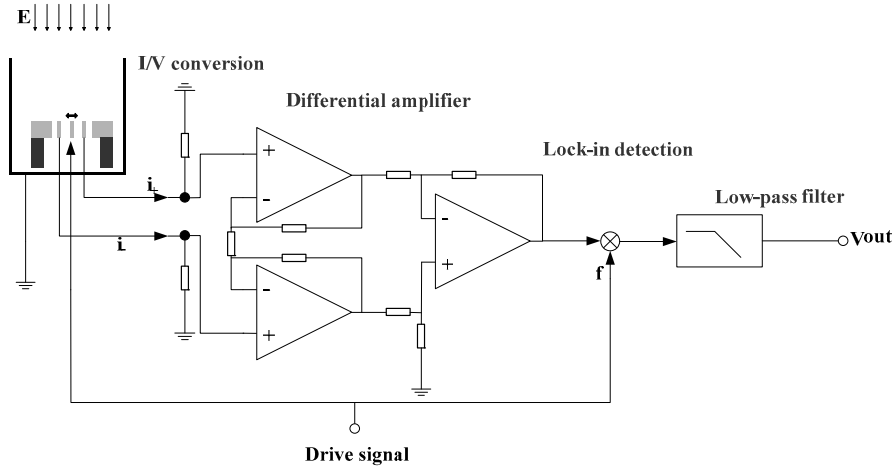 E
I/V conversion
Differential amplifier
Lock-in detection
Low-pass filter
i+
i-
+
-
-
+
-
+
f
Vout
Drive signal